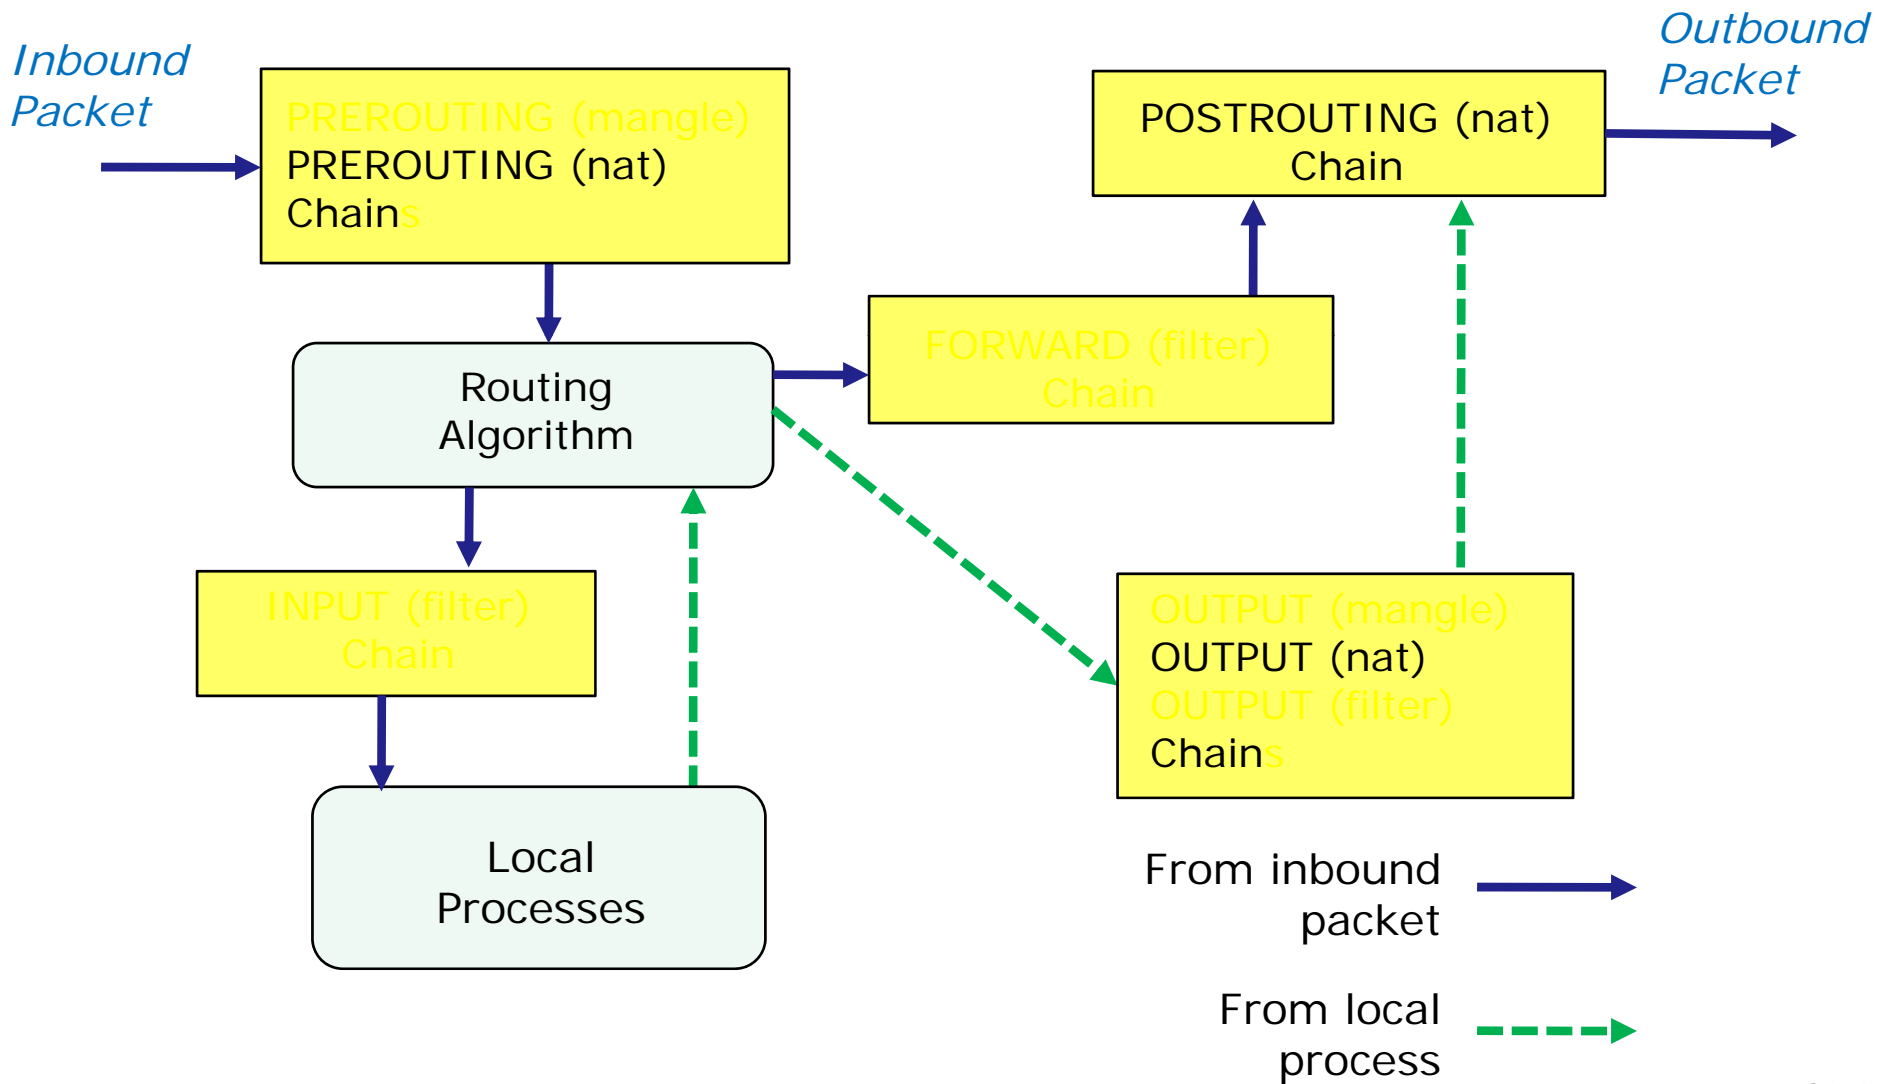 Inbound
Packet
PREROUTING (mangle)
PREROUTING (nat)
Chains
POSTROUTING (nat)
Chain
Outbound
Packet
Routing
Algorithm
FORWARD (filter)
Chain
INPUT (filter)
Chain
OUTPUT (mangle)
OUTPUT (nat)
OUTPUT (filter)
Chains
Local
Processes
From inbound
packet
From local
process